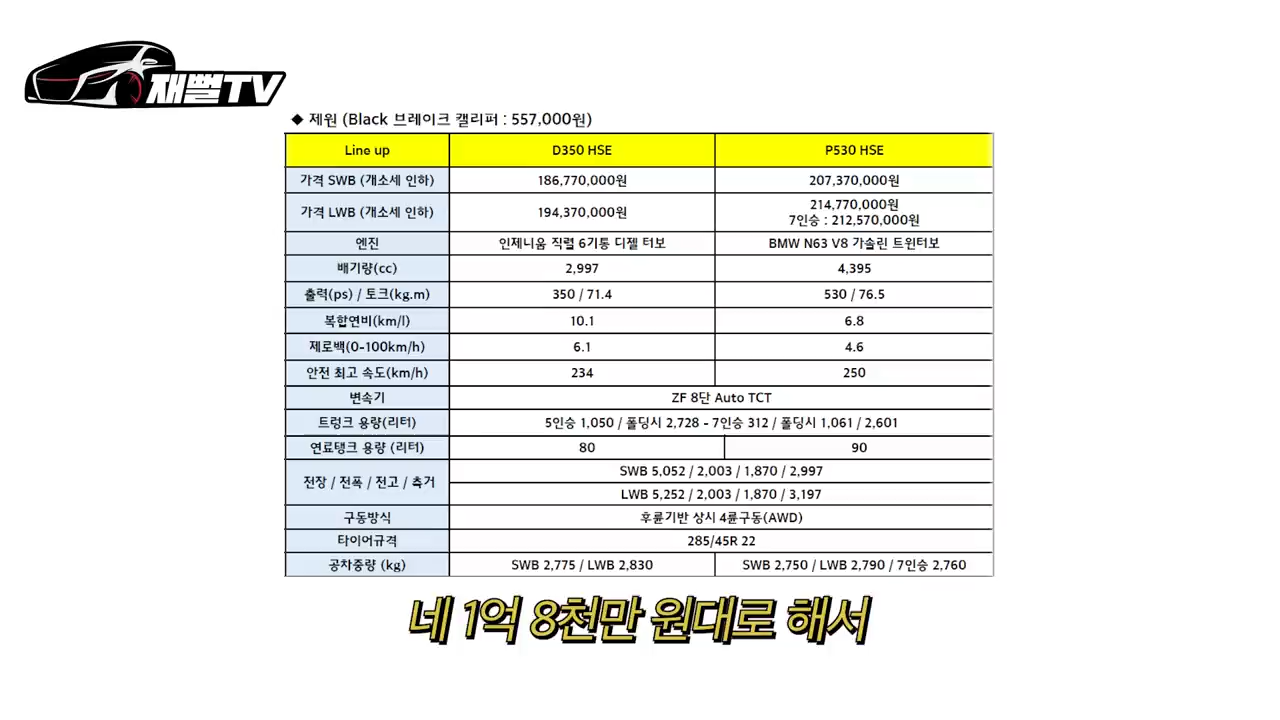 재뻘TV
◆ 제원 (Black 브레이크 캘리퍼 : 557,000원)
Line up D350 HSE P530 HSE
가격 SWB (개소세 인하) 186,770,000원 207,370,000원
가격 LWB (개소세 인하) 194,370,000원 214,770,000원
7인승 : 212,570,000원
엔진 인제니움 직렬 6기통 디젤 터보 BMW N63 V8 가솔린 트윈터보
배기량(cc) 2,997 4,395
출력(ps) / 토크(kg.m) 350 / 71.4 530 / 76.5
복합연비(km/l) 10.1 6.8
제로백(0-100km/h) 6.1 4.6
안전 최고 속도(km/h) 234 250
변속기 ZF 8단 Auto TCT
트렁크 용량(리터) 5인승 1,050 / 폴딩시 2,728 - 7인승 312 / 폴딩시 1,061 / 2,601
연료탱크 용량 (리터) 80 90
전장 / 전폭 / 전고 / 축거 SWB 5,052 / 2,003 / 1,870 / 2,997
LWB 5,252 / 2,003 / 1,870 / 3,197
구동방식 후륜기반 상시 4륜구동(AWD)
타이어규격 285/45R 22
공차중량 (kg) SWB 2,775 / LWB 2,830 SWB 2,750 / LWB 2,790 / 7인승 2,760
네 1억 8천만 원대로 해서